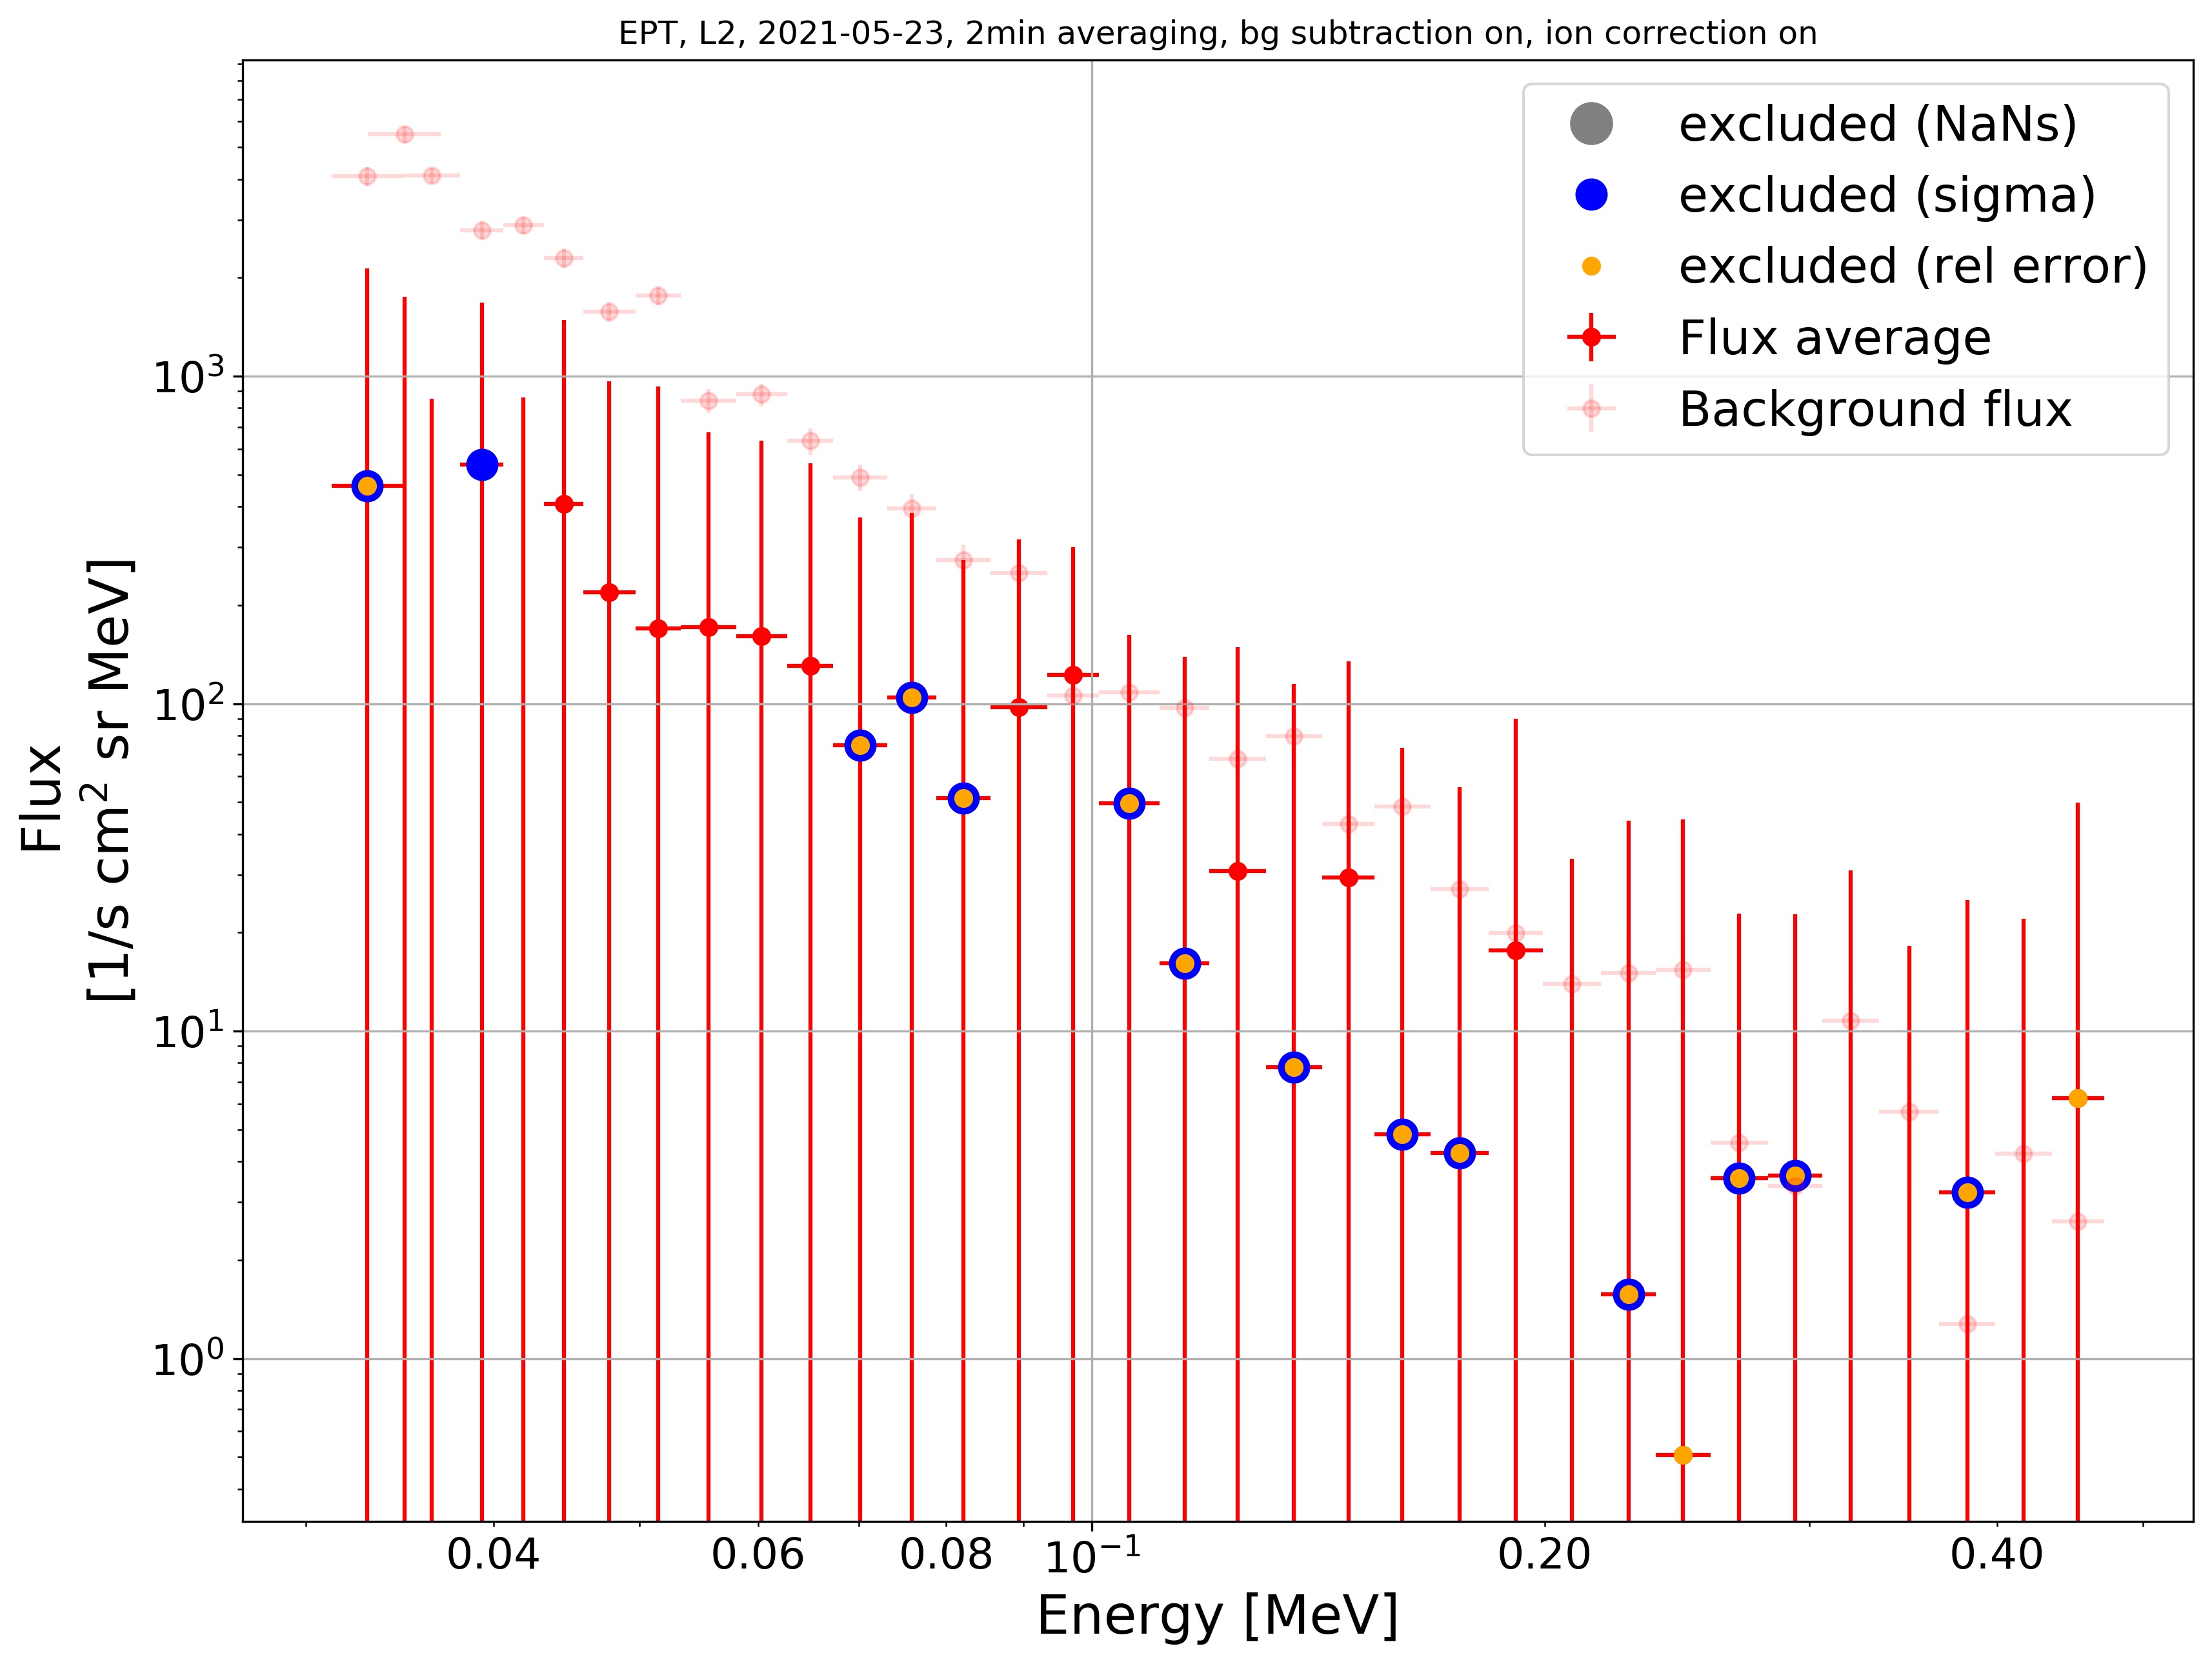 EPT, L2, 2021-05-23, 2min averaging, bg subtraction on, ion correction on
excluded (NaNs)
excluded (sigma)
excluded (rel error)
Flux average
Background flux
10³
10²
10¹
10⁰
Flux
[1/s cm² sr MeV]
0.04 0.06 0.08 10⁻¹ 0.20 0.40
Energy [MeV]